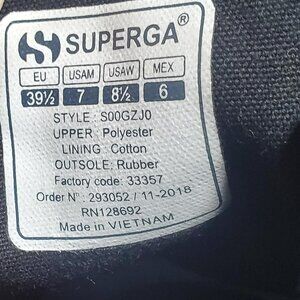 SUPERGA®
EU USAM USAW MEX
39½ 7 8½ 6
STYLE : S00GZJ0
UPPER : Polyester
LINING : Cotton
OUTSOLE : Rubber
Factory code : 33357
Order N° : 293052 / 11-2018
RN128692
Made in VIETNAM